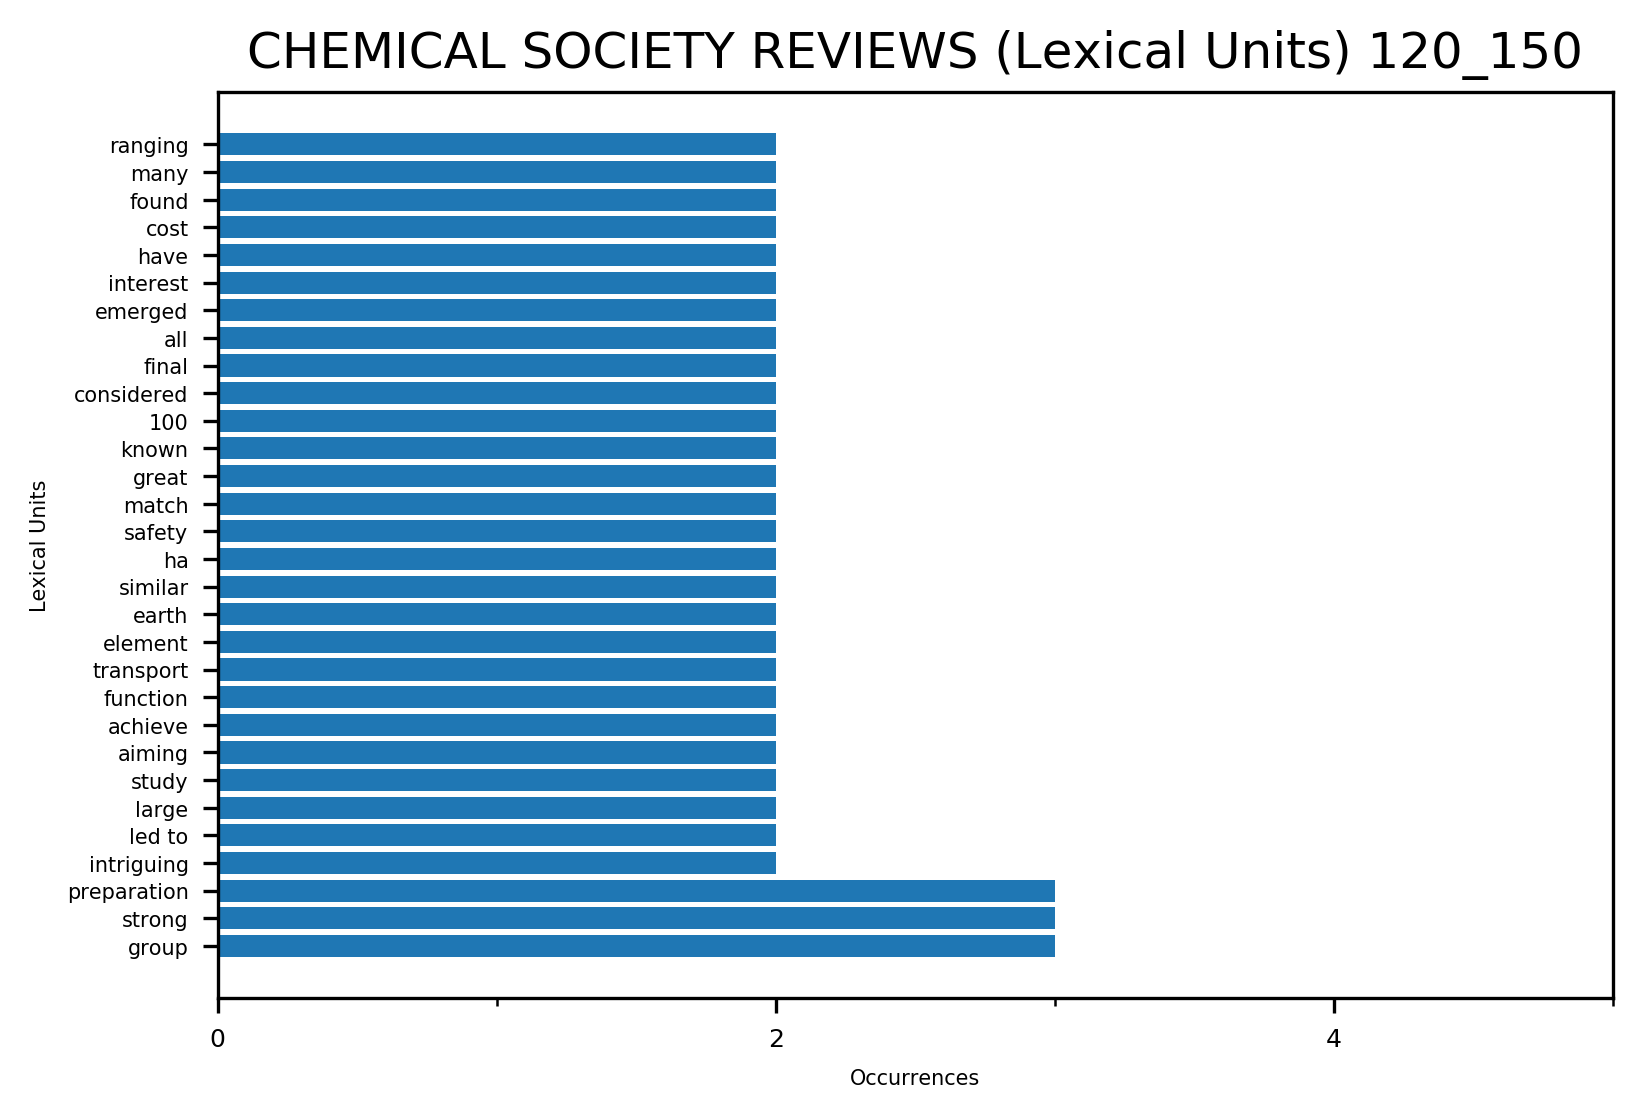 CHEMICAL SOCIETY REVIEWS (Lexical Units) 120_150
ranging
many
found
cost
have
interest
emerged
all
final
considered
100
known
great
match
safety
ha
similar
earth
element
transport
function
achieve
aiming
study
large
led to
intriguing
preparation
strong
group
Lexical Units
0 2 4
Occurrences